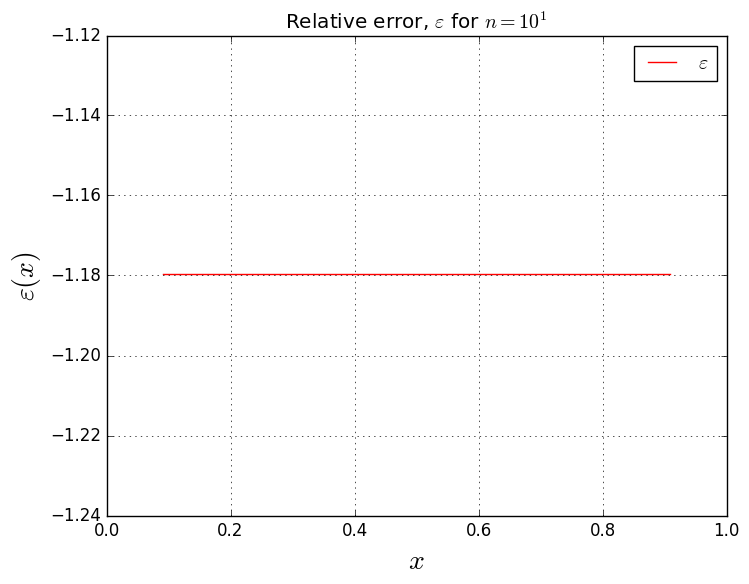 Relative error, ε for n = 10¹
ε
ε(x)
−1.12
−1.14
−1.16
−1.18
−1.20
−1.22
−1.24
0.0 0.2 0.4 0.6 0.8 1.0
x